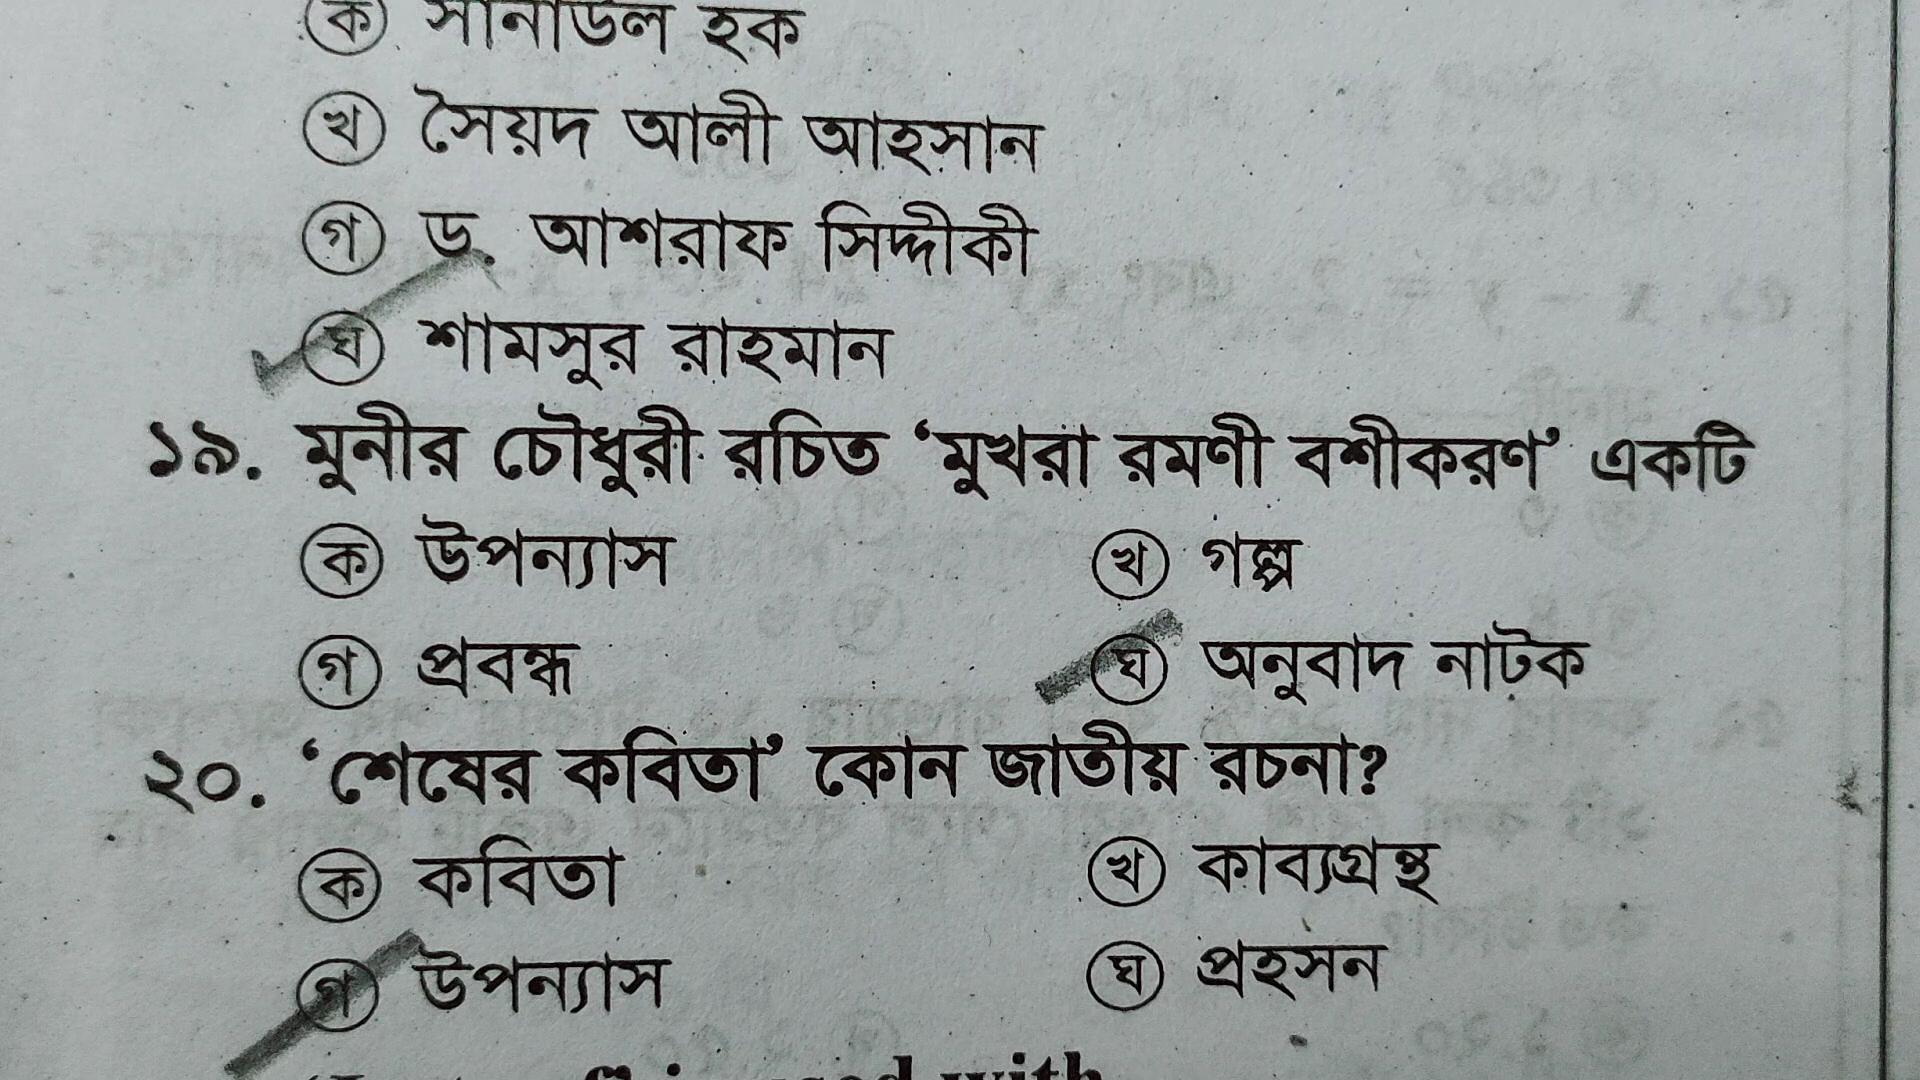 ক সানাউল হক
খ সৈয়দ আলী আহসান
গ ড. আশরাফ সিদ্দীকী
ঘ শামসুর রাহমান
১৯. মুনীর চৌধুরী রচিত ‘মুখরা রমণী বশীকরণ’ একটি
ক উপন্যাস খ গল্প
গ প্রবন্ধ ঘ অনুবাদ নাটক
২০. ‘শেষের কবিতা’ কোন জাতীয় রচনা?
ক কবিতা খ কাব্যগ্রন্থ
গ উপন্যাস ঘ প্রহসন
with